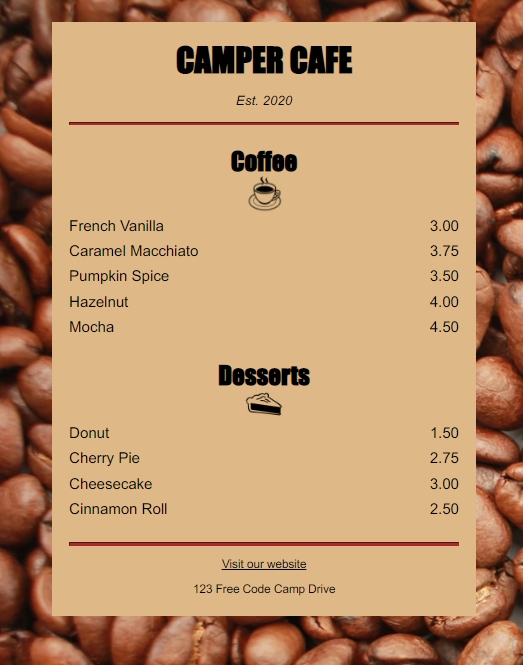 CAMPER CAFE
Est. 2020
Coffee
French Vanilla 3.00
Caramel Macchiato 3.75
Pumpkin Spice 3.50
Hazelnut 4.00
Mocha 4.50
Desserts
Donut 1.50
Cherry Pie 2.75
Cheesecake 3.00
Cinnamon Roll 2.50
Visit our website
123 Free Code Camp Drive